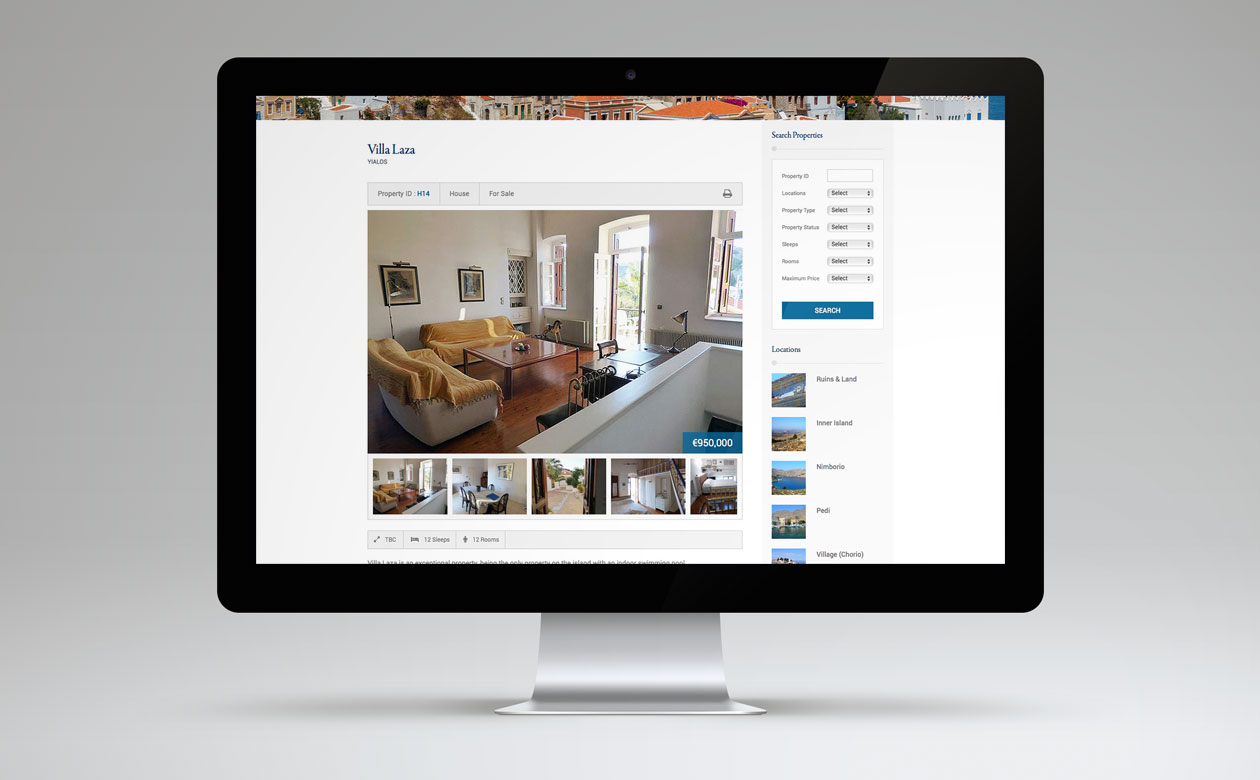 Villa Laza
YIALOS
Property ID : H14
House
For Sale
€950,000
TBC
12 Sleeps
12 Rooms
Villa Laza is an exceptional property, being the only property on the island with an indoor swimming pool
Search Properties
Property ID
Locations Select
Property Type Select
Property Status Select
Sleeps Select
Rooms Select
Maximum Price Select
SEARCH
Locations
Ruins & Land
Inner Island
Nimborio
Pedi
Village (Chorio)